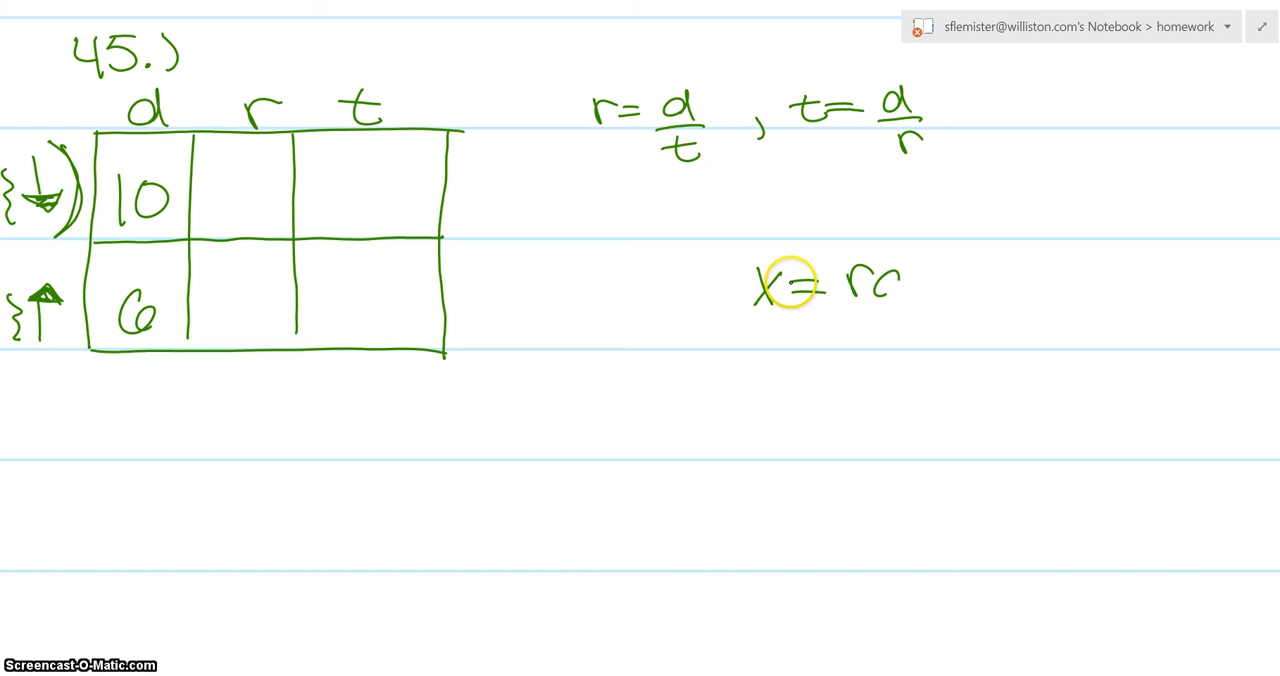 sflemister@williston.com's Notebook > homework
45.)
d r t
r = d/t , t = d/r
10
6
x = rc
Screencast-O-Matic.com